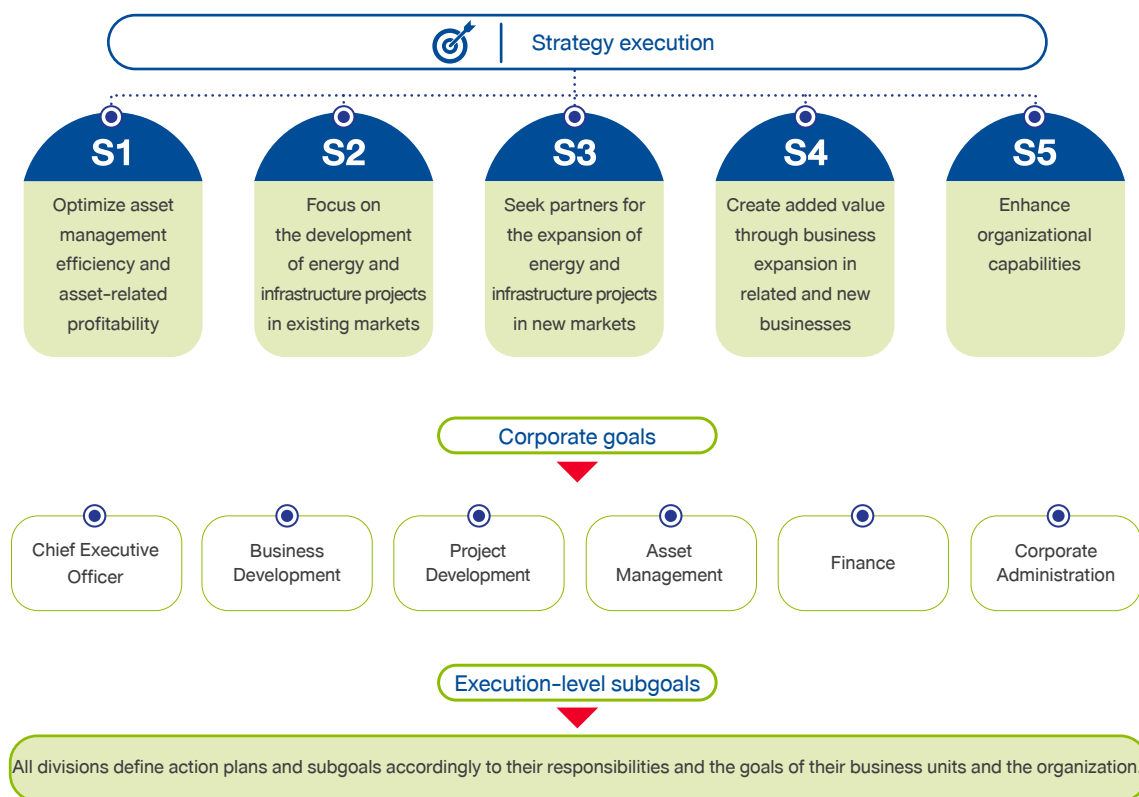 Strategy execution
S1
Optimize asset
management
efficiency and
asset-related
profitability
S2
Focus on
the development
of energy and
infrastructure projects
in existing markets
S3
Seek partners for
the expansion of
energy and
infrastructure projects
in new markets
S4
Create added value
through business
expansion in
related and new
businesses
S5
Enhance
organizational
capabilities
Corporate goals
Chief Executive
Officer
Business
Development
Project
Development
Asset
Management
Finance
Corporate
Administration
Execution-level subgoals
All divisions define action plans and subgoals accordingly to their responsibilities and the goals of their business units and the organization.